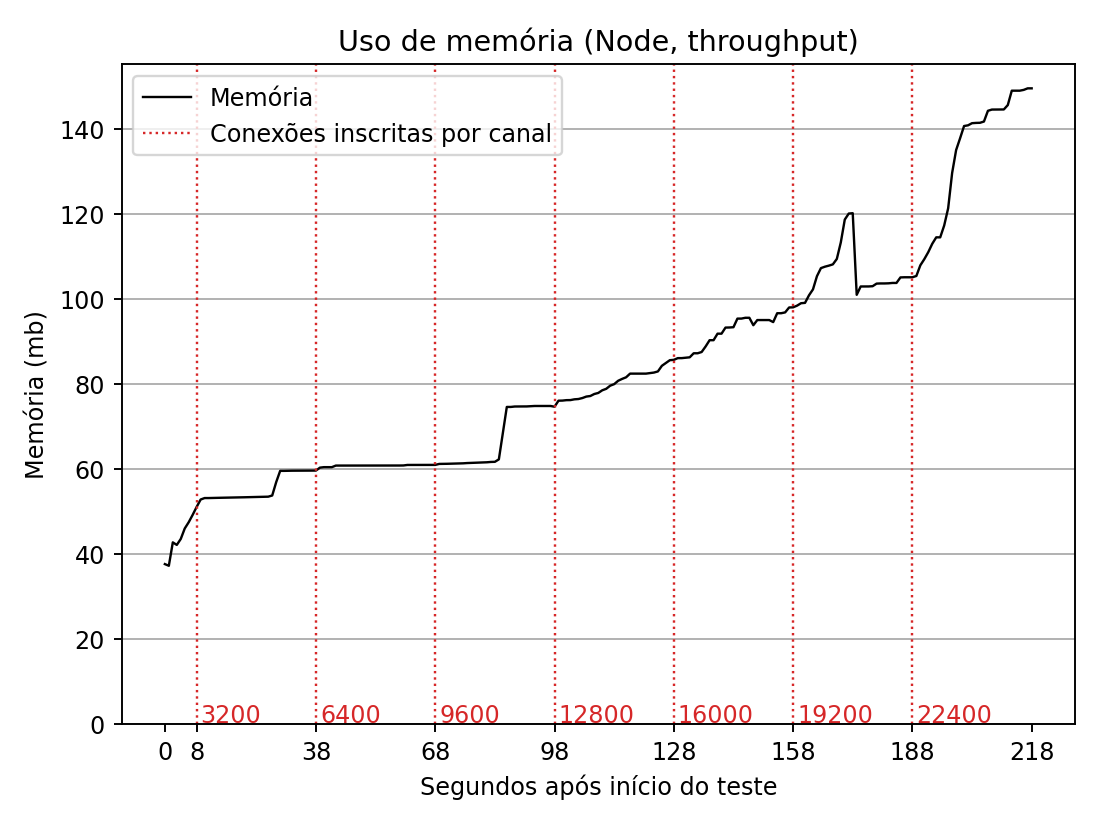 Uso de memória (Node, throughput)
Memória
Conexões inscritas por canal
Memória (mb)
140
120
100
80
60
40
20
0
3200 6400 9600 12800 16000 19200 22400
0 8 38 68 98 128 158 188 218
Segundos após início do teste